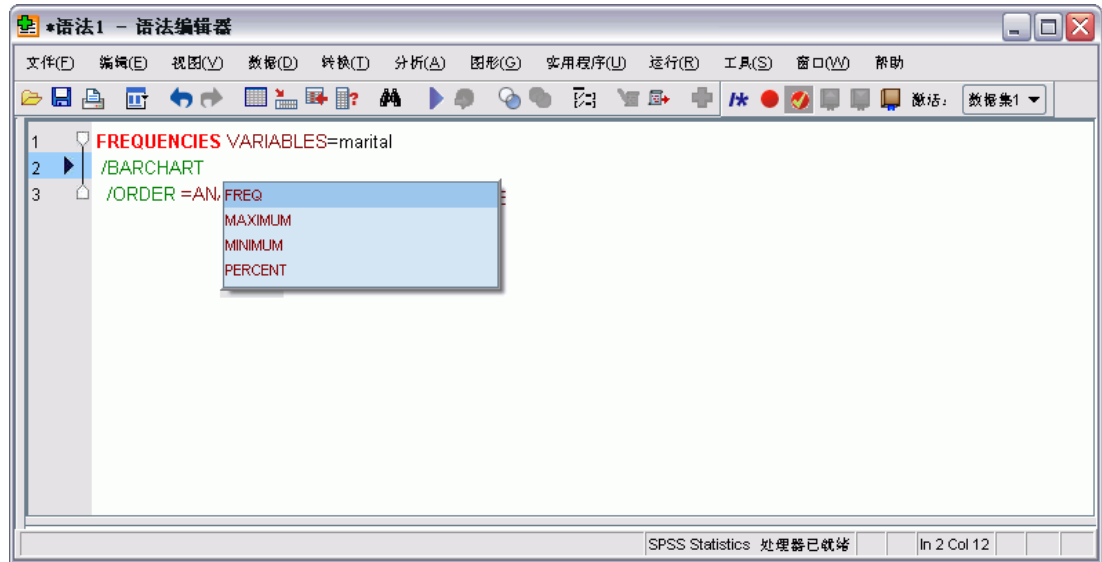 *语法1 - 语法编辑器
文件(F) 编辑(E) 视图(V) 数据(D) 转换(T) 分析(A) 图形(G) 实用程序(U) 运行(R) 工具(S) 窗口(W) 帮助
激活: 数据集1
1 FREQUENCIES VARIABLES=marital
2 /BARCHART
3 /ORDER =AN
FREQ
MAXIMUM
MINIMUM
PERCENT
SPSS Statistics 处理器已就绪 In 2 Col 12